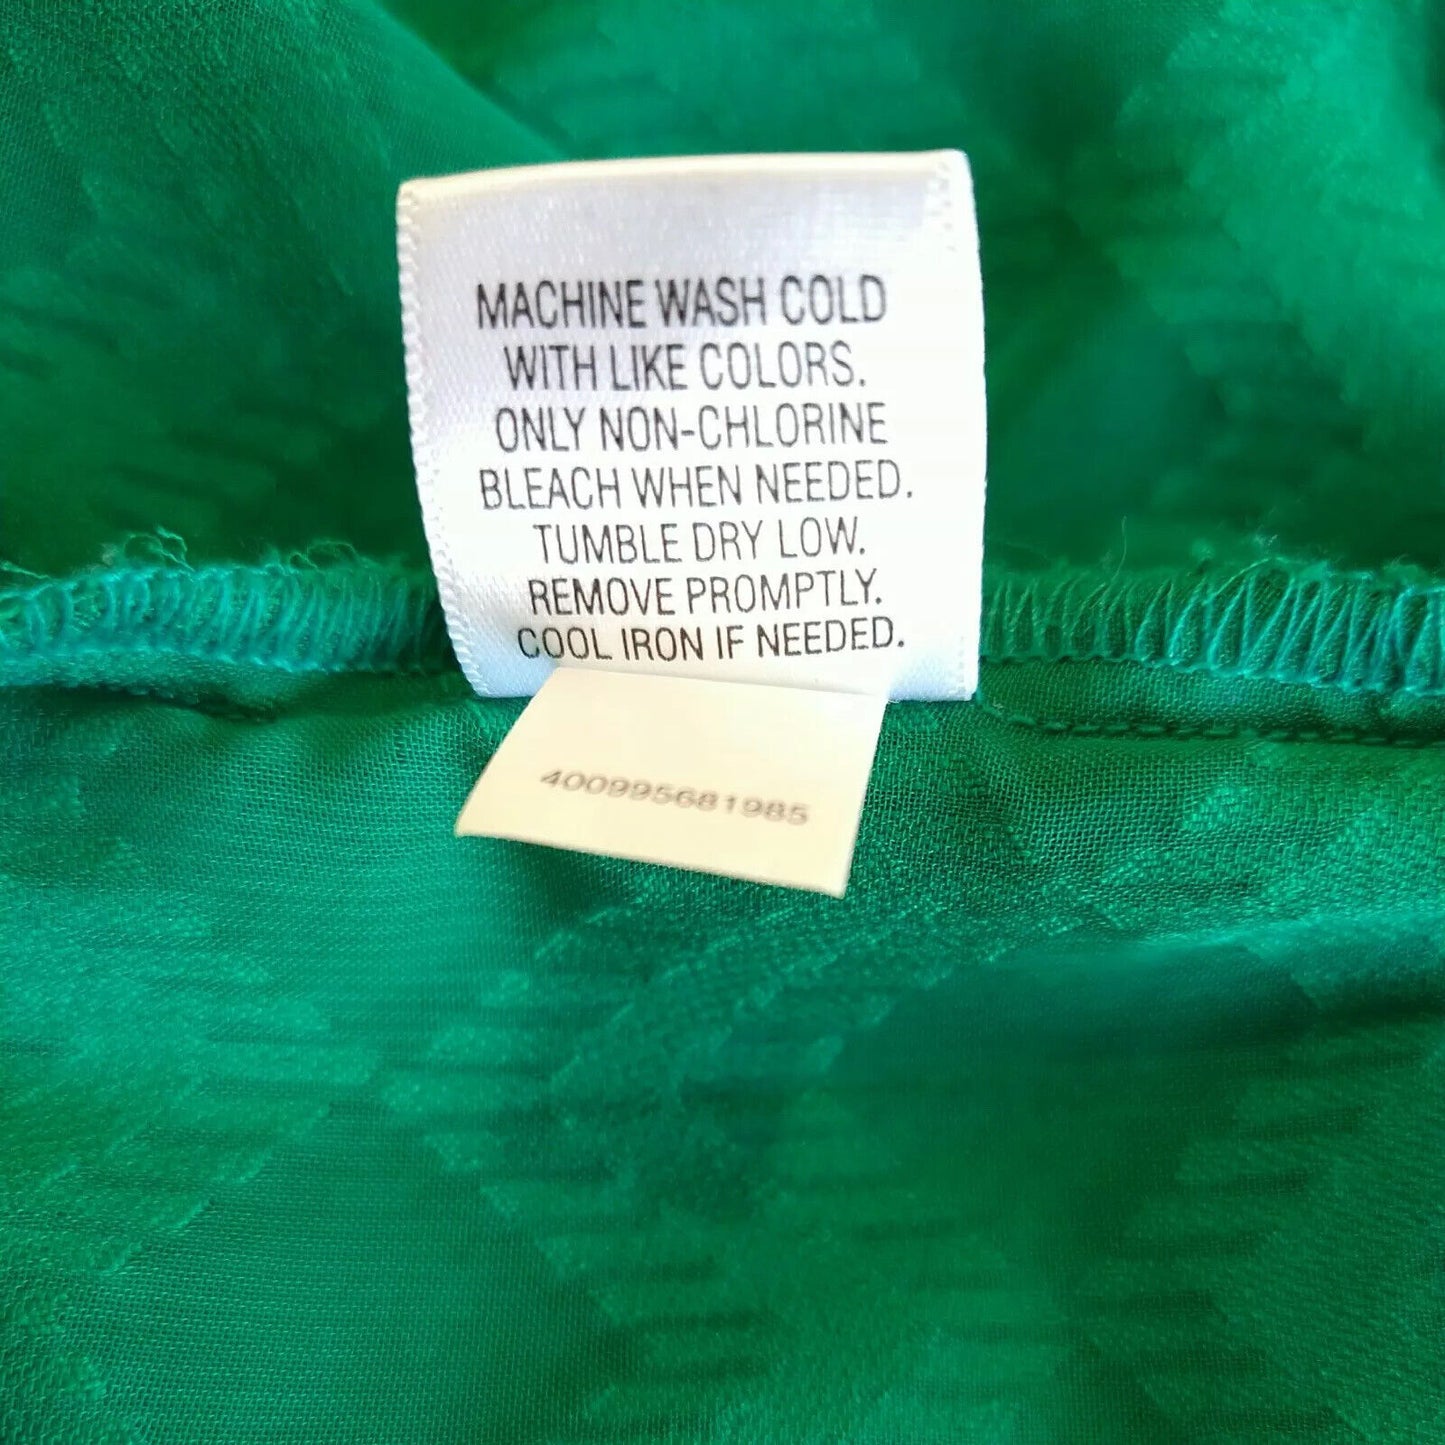 MACHINE WASH COLD
WITH LIKE COLORS.
ONLY NON-CHLORINE
BLEACH WHEN NEEDED.
TUMBLE DRY LOW.
REMOVE PROMPTLY.
COOL IRON IF NEEDED.
400995681985